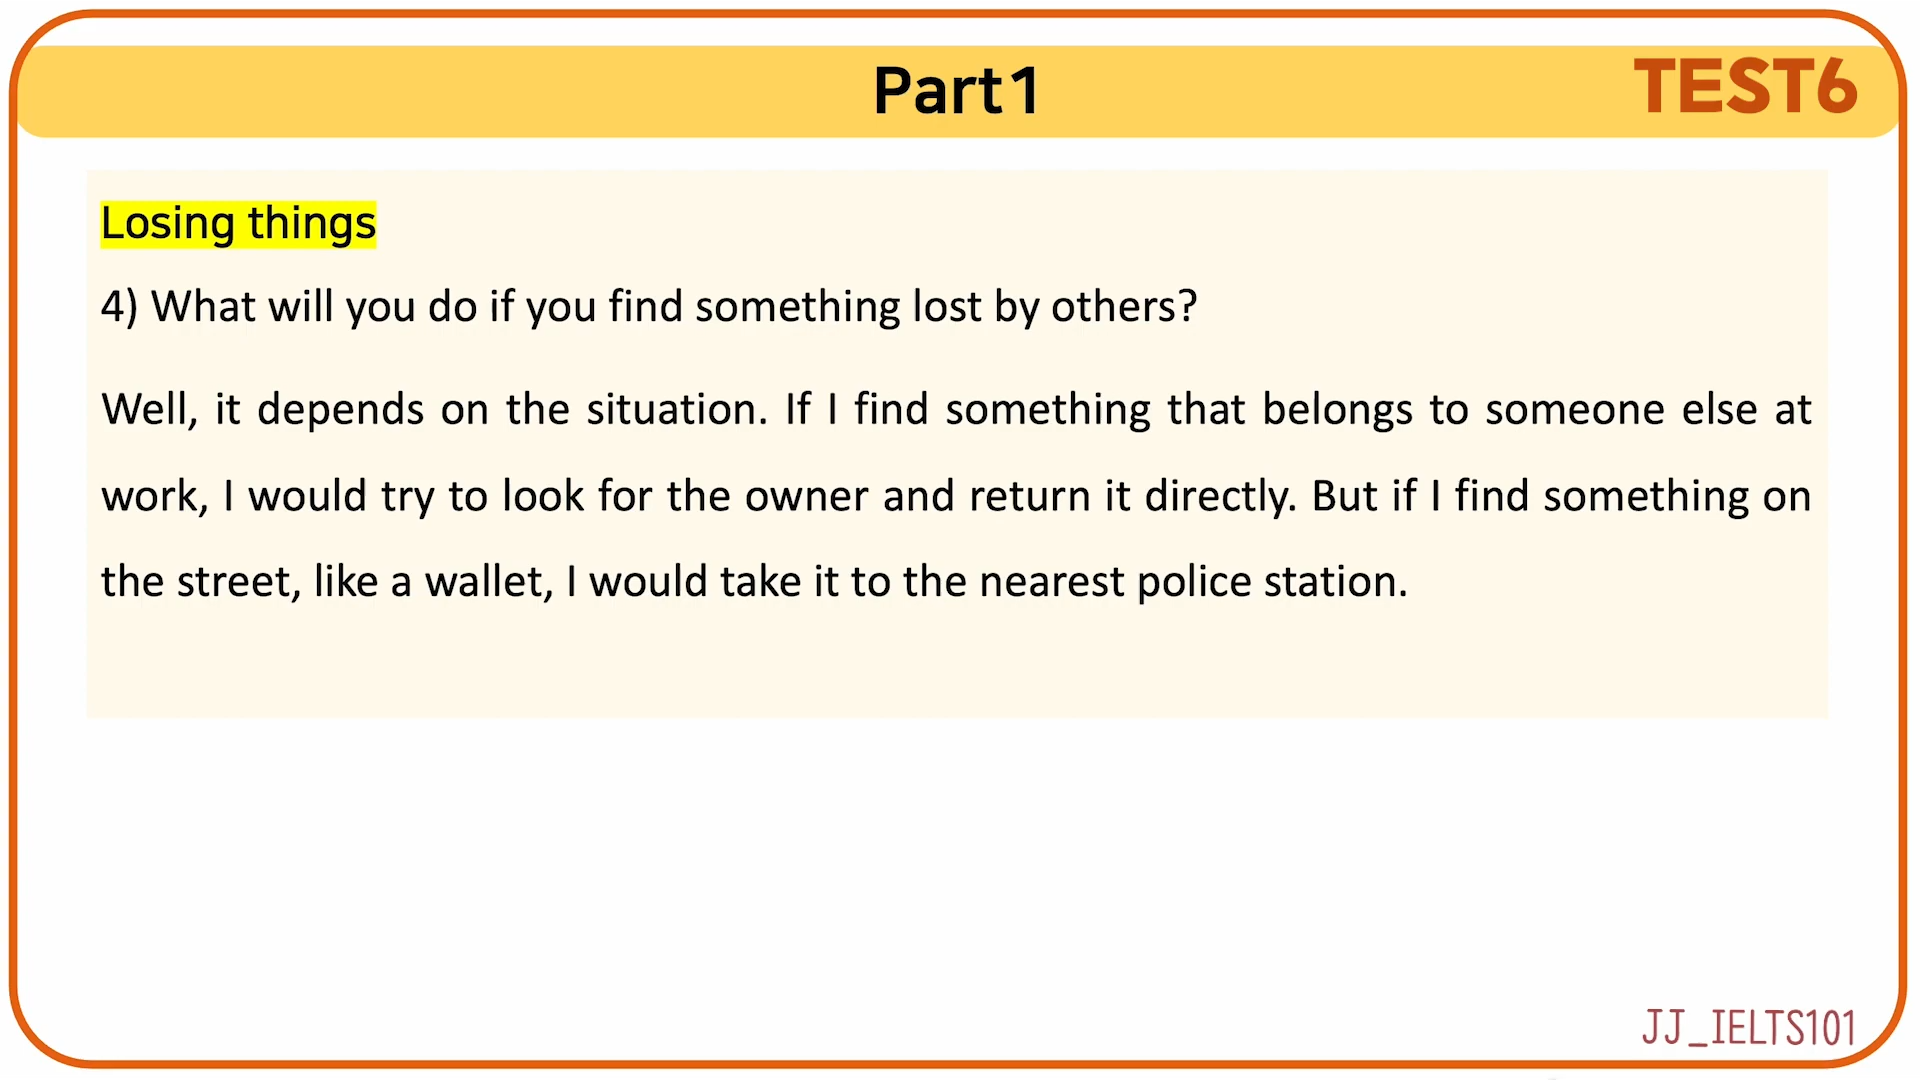 Part1
TEST6
Losing things
4) What will you do if you find something lost by others?
Well, it depends on the situation. If I find something that belongs to someone else at
work, I would try to look for the owner and return it directly. But if I find something on
the street, like a wallet, I would take it to the nearest police station.
JJ_IELTS101